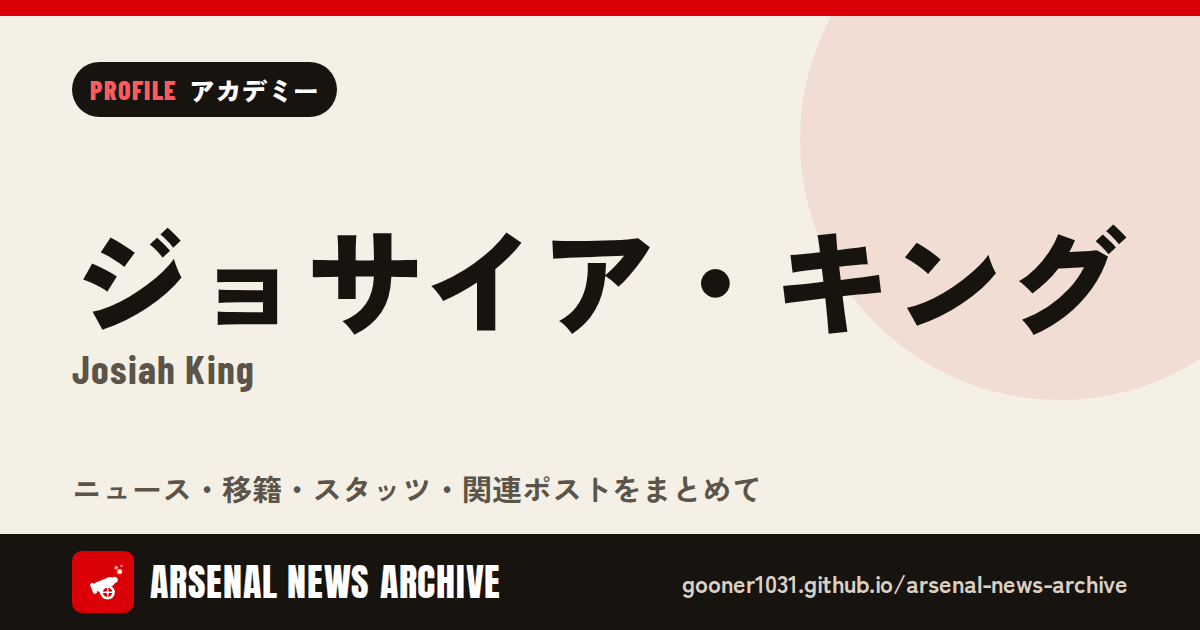 PROFILE アカデミー
ジョサイア・キング
Josiah King
ニュース・移籍・スタッツ・関連ポストをまとめて
ARSENAL NEWS ARCHIVE
gooner1031.github.io/arsenal-news-archive